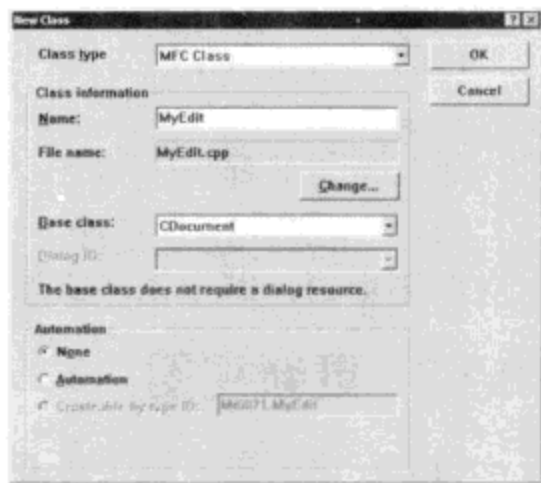 New Class
Class type
MFC Class
OK
Cancel
Class information
Name:
MyEdit
File name:
MyEdit.cpp
Change...
Base class:
CDocument
Dialog ID:
The base class does not require a dialog resource.
Automation
None
Automation
Createable by type ID: